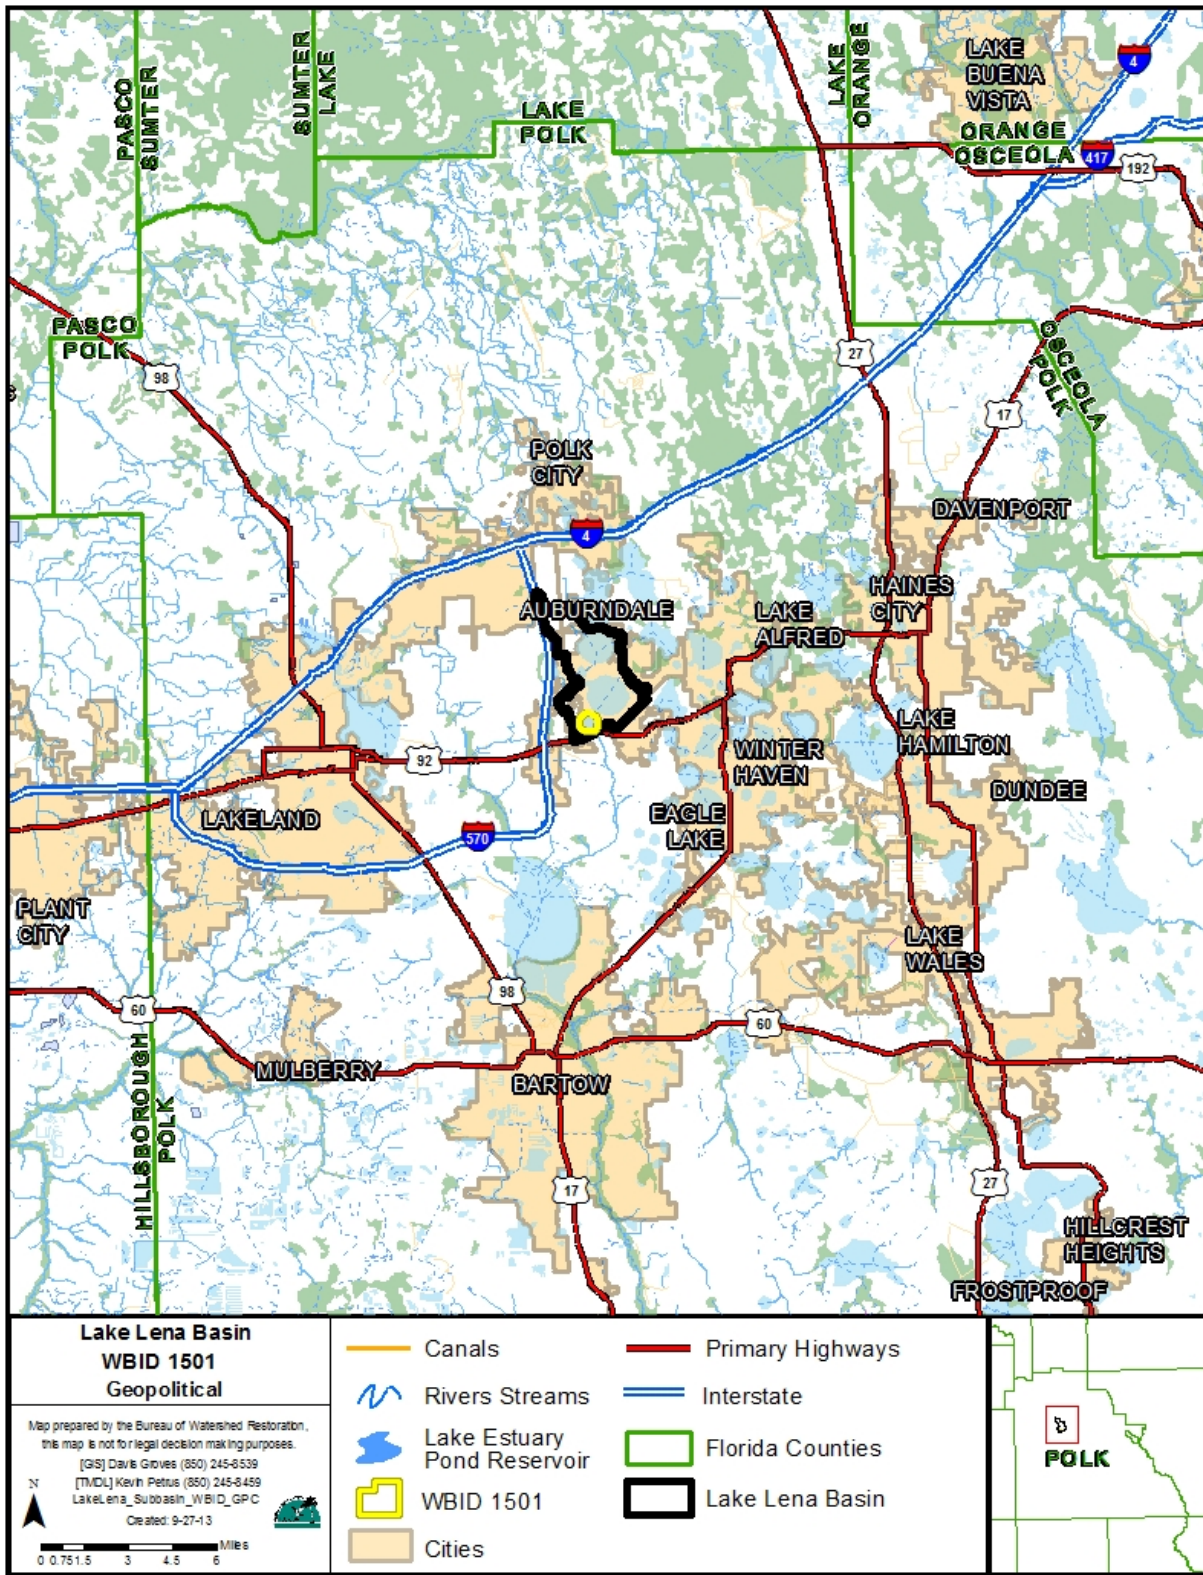 PASCO
SUMTER
SUMTER
LAKE
LAKE
POLK
LAKE
ORANGE
LAKE
BUENA
VISTA
4
ORANGE
OSCEOLA
417
192
PASCO
POLK
98
27
OSCEOLA
POLK
17
POLK
CITY
4
DAVENPORT
HAINES
CITY
AUBURNDALE
LAKE
ALFRED
LAKE
HAMILTON
WINTER
HAVEN
92
DUNDEE
LAKELAND
EAGLE
LAKE
570
PLANT
CITY
LAKE
WALES
98
60
60
MULBERRY
BARTOW
HILLSBOROUGH
POLK
17
27
HILLCREST
HEIGHTS
FROSTPROOF
Lake Lena Basin
WBID 1501
Geopolitical
Map prepared by the Bureau of Watershed Restoration,
this map is not for legal decision making purposes.
[GIS] Davis Groves (850) 245-8539
[TMDL] Kevin Petrus (850) 245-8459
LakeLena_Subbasin_WBID_GPC
Created: 9-27-13
N
Miles
0 0.75 1.5 3 4.5 6
Canals
Rivers Streams
Lake Estuary
Pond Reservoir
WBID 1501
Cities
Primary Highways
Interstate
Florida Counties
Lake Lena Basin
POLK